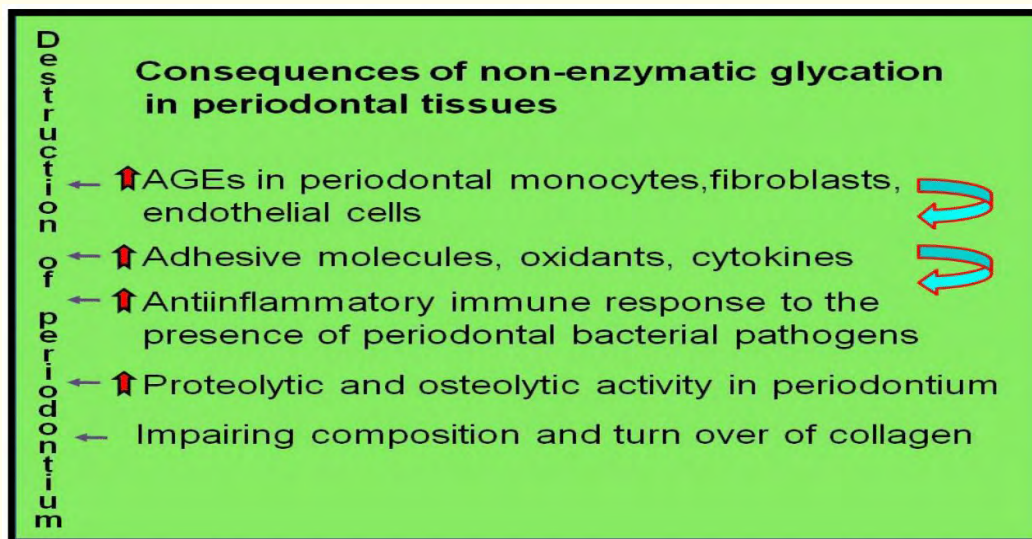 Destruction of periodontium
Consequences of non-enzymatic glycation
in periodontal tissues
AGEs in periodontal monocytes,fibroblasts,
endothelial cells
Adhesive molecules, oxidants, cytokines
Antiinflammatory immune response to the
presence of periodontal bacterial pathogens
Proteolytic and osteolytic activity in periodontium
Impairing composition and turn over of collagen